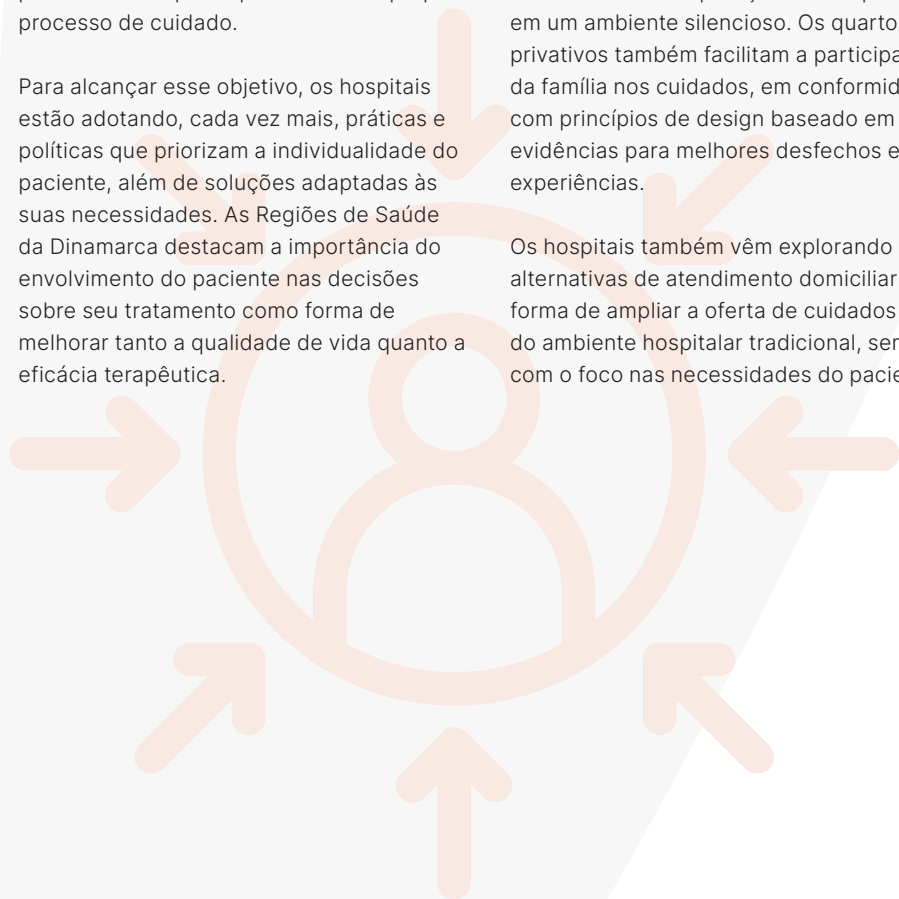 processo de cuidado.
Para alcançar esse objetivo, os hospitais
estão adotando, cada vez mais, práticas e
políticas que priorizam a individualidade do
paciente, além de soluções adaptadas às
suas necessidades. As Regiões de Saúde
da Dinamarca destacam a importância do
envolvimento do paciente nas decisões
sobre seu tratamento como forma de
melhorar tanto a qualidade de vida quanto a
eficácia terapêutica.
em um ambiente silencioso. Os quarto
privativos também facilitam a participa
da família nos cuidados, em conformid
com princípios de design baseado em
evidências para melhores desfechos e
experiências.
Os hospitais também vêm explorando
alternativas de atendimento domiciliar
forma de ampliar a oferta de cuidados
do ambiente hospitalar tradicional, ser
com o foco nas necessidades do pacie